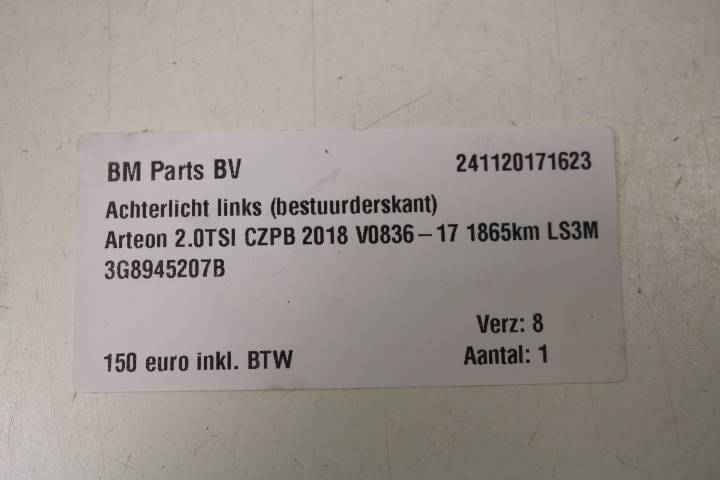 BM Parts BV 241120171623
Achterlicht links (bestuurderskant)
Arteon 2.0TSI CZPB 2018 V0836-17 1865km LS3M
3G8945207B
Verz: 8
150 euro inkl. BTW Aantal: 1